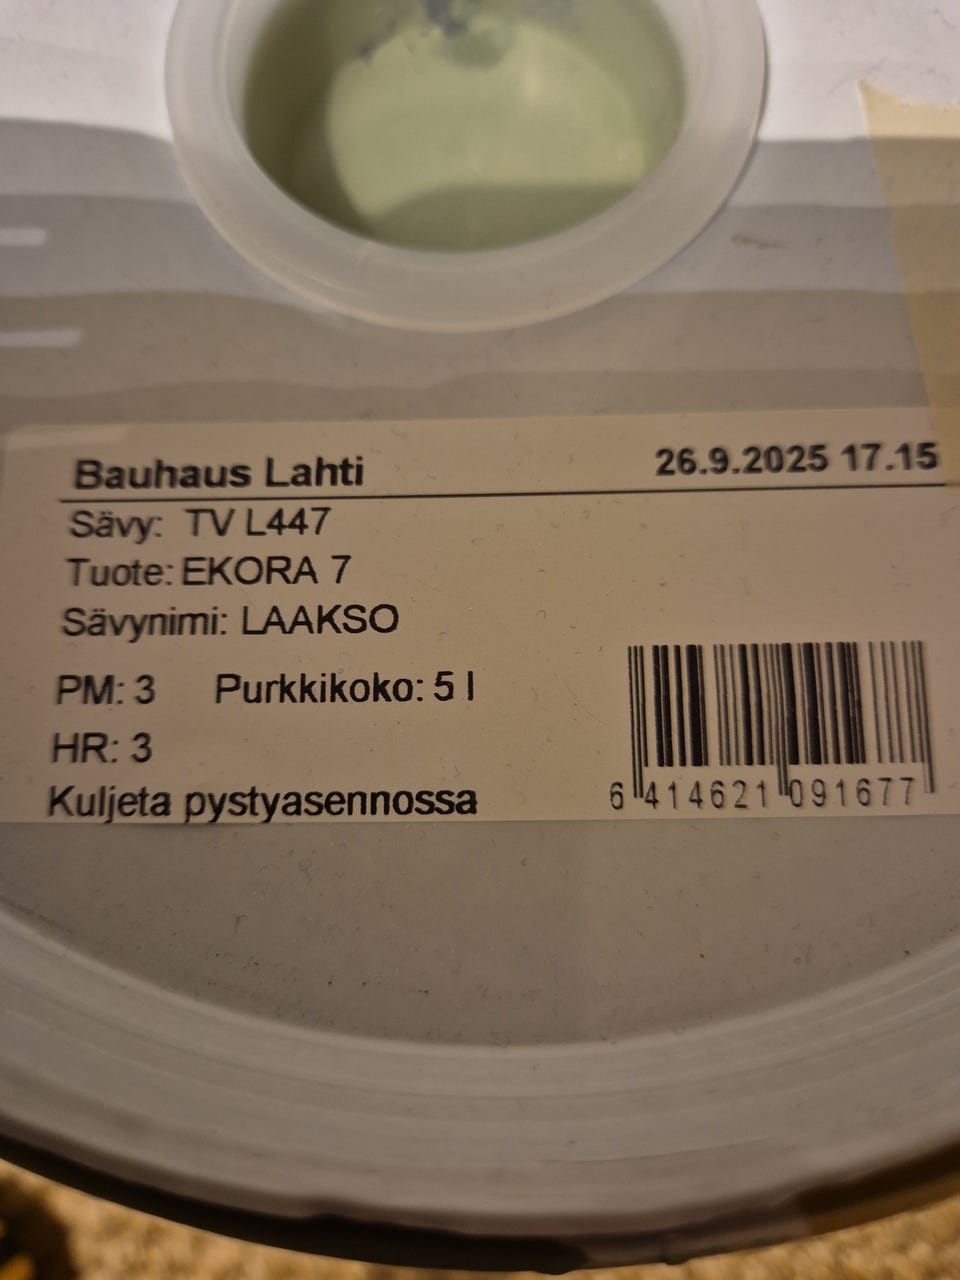 Bauhaus Lahti 26.9.2025 17.15
Sävy: TV L447
Tuote: EKORA 7
Sävynimi: LAAKSO
PM: 3 Purkkikoko: 5 l
HR: 3
Kuljeta pystyasennossa
6 414621 091677